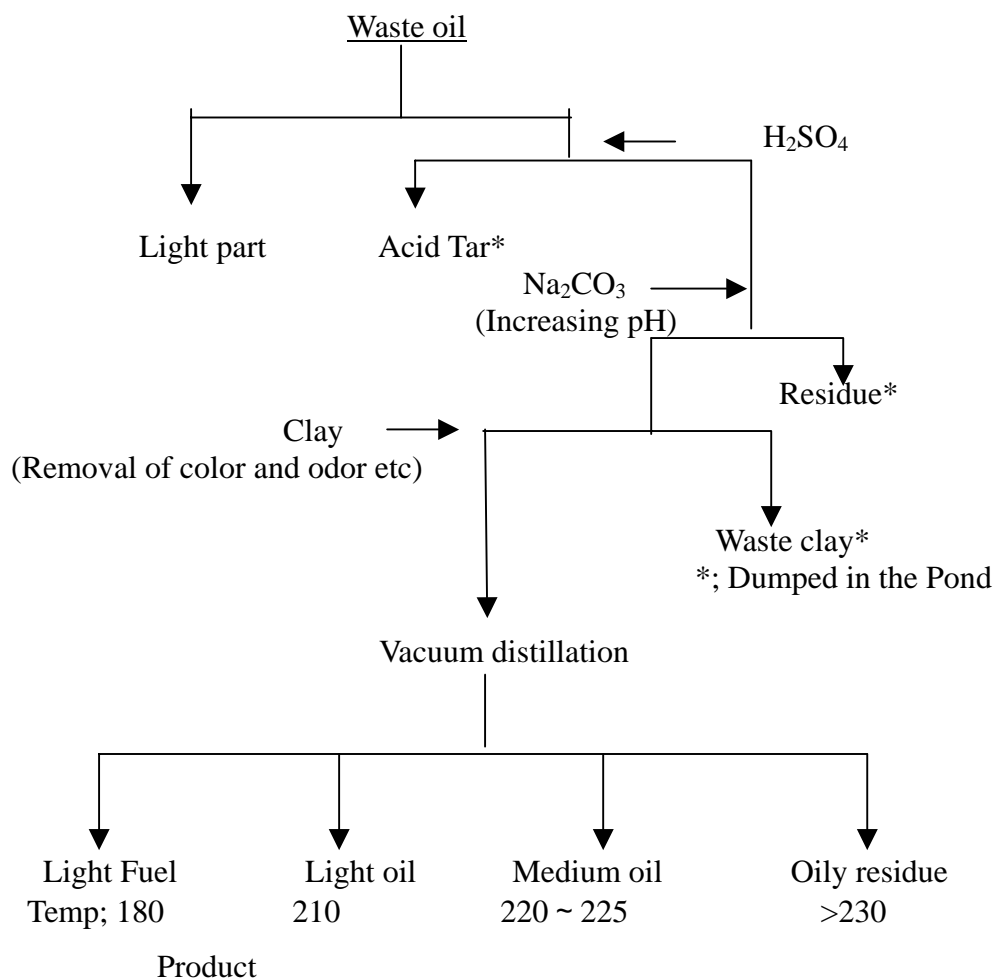 Waste oil
H₂SO₄
Light part
Acid Tar*
Na₂CO₃
(Increasing pH)
Residue*
Clay
(Removal of color and odor etc)
Waste clay*
*; Dumped in the Pond
Vacuum distillation
Light Fuel Light oil Medium oil Oily residue
Temp; 180 210 220 ~ 225 >230
Product